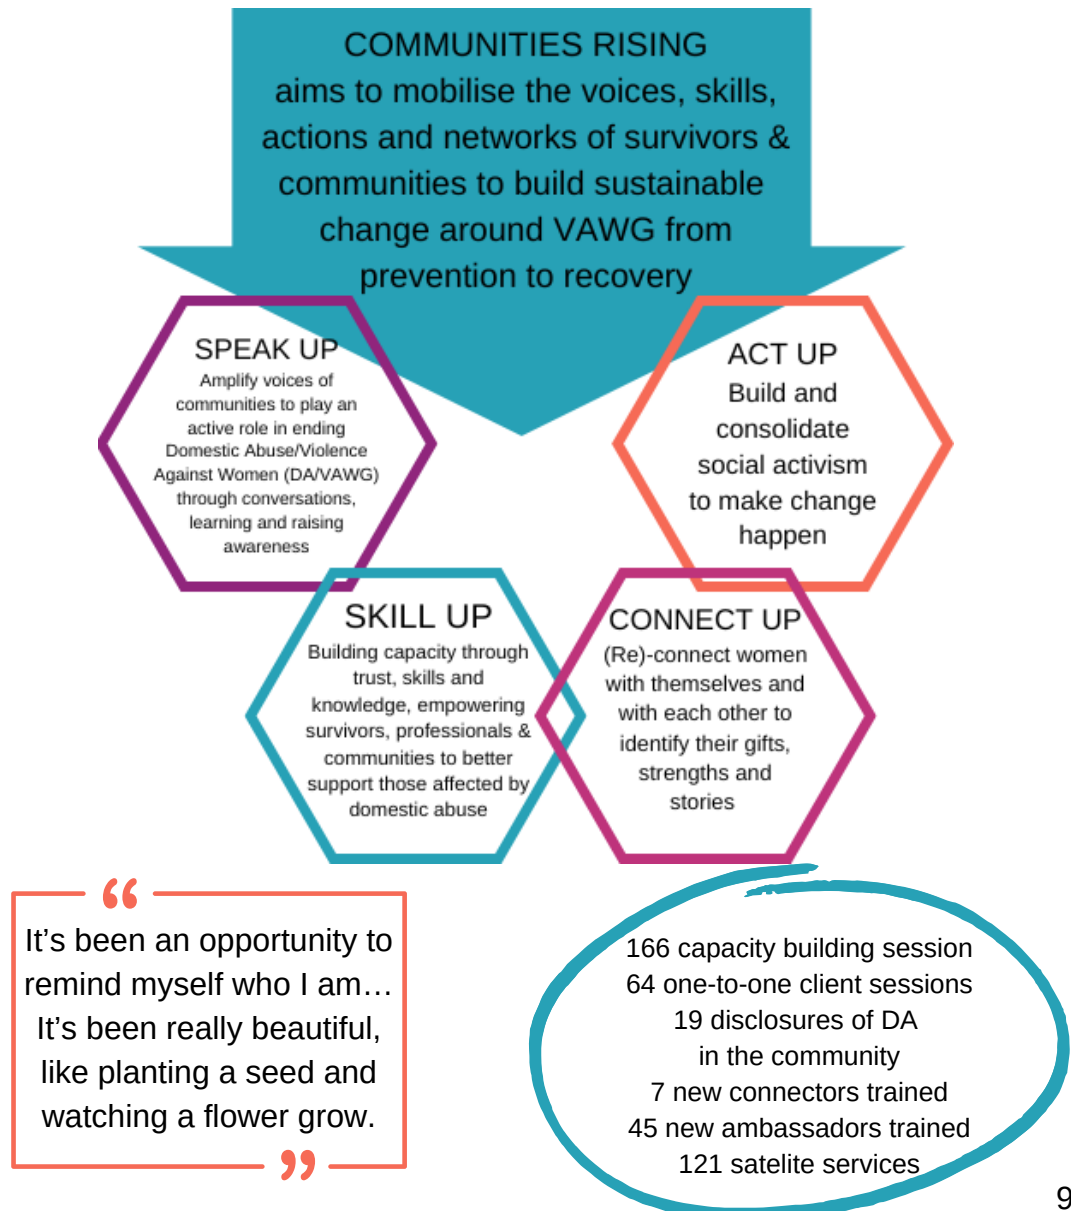 COMMUNITIES RISING
aims to mobilise the voices, skills,
actions and networks of survivors &
communities to build sustainable
change around VAWG from
prevention to recovery
SPEAK UP
Amplify voices of
communities to play an
active role in ending
Domestic Abuse/Violence
Against Women (DA/VAWG)
through conversations,
learning and raising
awareness
ACT UP
Build and
consolidate
social activism
to make change
happen
SKILL UP
Building capacity through
trust, skills and
knowledge, empowering
survivors, professionals &
communities to better
support those affected by
domestic abuse
CONNECT UP
(Re)-connect women
with themselves and
with each other to
identify their gifts,
strengths and
stories
“
It’s been an opportunity to
remind myself who I am…
It’s been really beautiful,
like planting a seed and
watching a flower grow.
”
166 capacity building session
64 one-to-one client sessions
19 disclosures of DA
in the community
7 new connectors trained
45 new ambassadors trained
121 satelite services
9